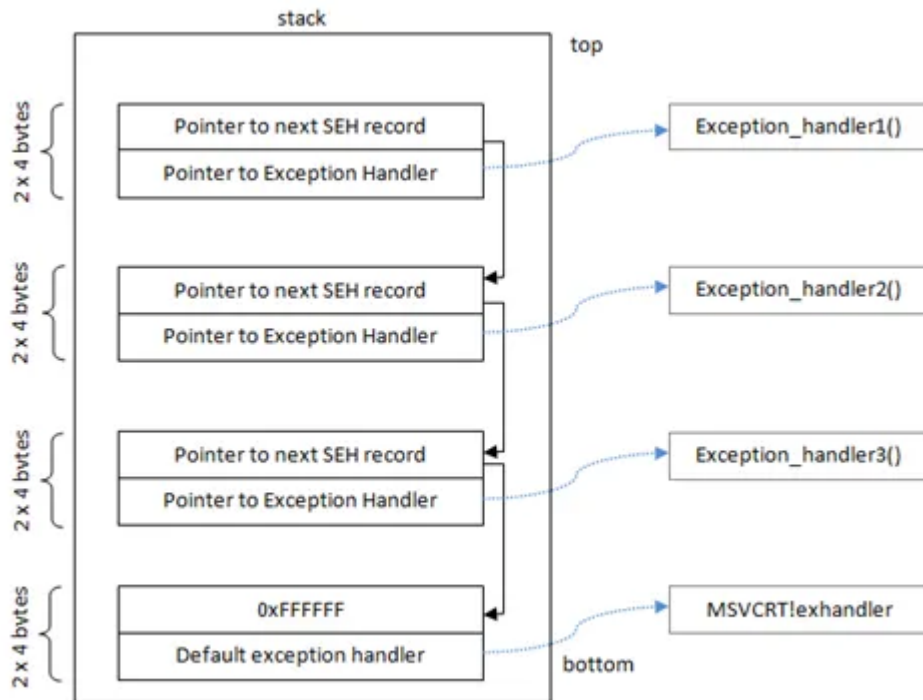 stack
top
2 x 4 bytes
Pointer to next SEH record
Pointer to Exception Handler
Exception_handler1()
2 x 4 bytes
Pointer to next SEH record
Pointer to Exception Handler
Exception_handler2()
2 x 4 bytes
Pointer to next SEH record
Pointer to Exception Handler
Exception_handler3()
2 x 4 bytes
0xFFFFFF
Default exception handler
MSVCRT!exhandler
bottom